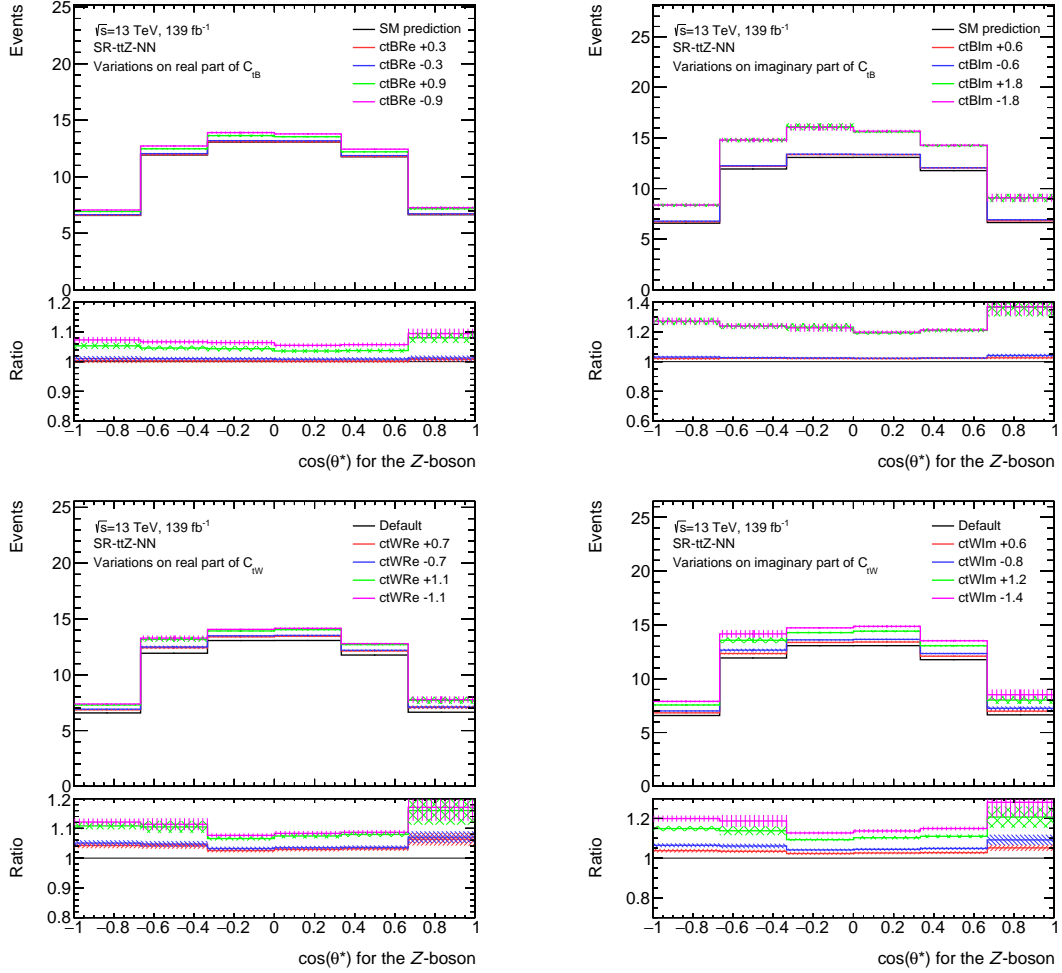 Events
25
20
15
10
5
0
√s=13 TeV, 139 fb⁻¹
SR-ttZ-NN
Variations on real part of C_tB
SM prediction
ctBRe +0.3
ctBRe -0.3
ctBRe +0.9
ctBRe -0.9
Ratio
1.2
1.1
1
0.9
0.8
−1 −0.8 −0.6 −0.4 −0.2 0 0.2 0.4 0.6 0.8 1
cos(θ*) for the Z-boson
Events
25
20
15
10
5
0
√s=13 TeV, 139 fb⁻¹
SR-ttZ-NN
Variations on imaginary part of C_tB
SM prediction
ctBIm +0.6
ctBIm -0.6
ctBIm +1.8
ctBIm -1.8
Ratio
1.4
1.2
1
0.8
0.6
−1 −0.8 −0.6 −0.4 −0.2 0 0.2 0.4 0.6 0.8 1
cos(θ*) for the Z-boson
Events
25
20
15
10
5
0
√s=13 TeV, 139 fb⁻¹
SR-ttZ-NN
Variations on real part of C_tW
Default
ctWRe +0.7
ctWRe -0.7
ctWRe +1.1
ctWRe -1.1
Ratio
1.2
1.1
1
0.9
0.8
−1 −0.8 −0.6 −0.4 −0.2 0 0.2 0.4 0.6 0.8 1
cos(θ*) for the Z-boson
Events
25
20
15
10
5
0
√s=13 TeV, 139 fb⁻¹
SR-ttZ-NN
Variations on imaginary part of C_tW
Default
ctWIm +0.6
ctWIm -0.8
ctWIm +1.2
ctWIm -1.4
Ratio
1.2
1
0.8
−1 −0.8 −0.6 −0.4 −0.2 0 0.2 0.4 0.6 0.8 1
cos(θ*) for the Z-boson